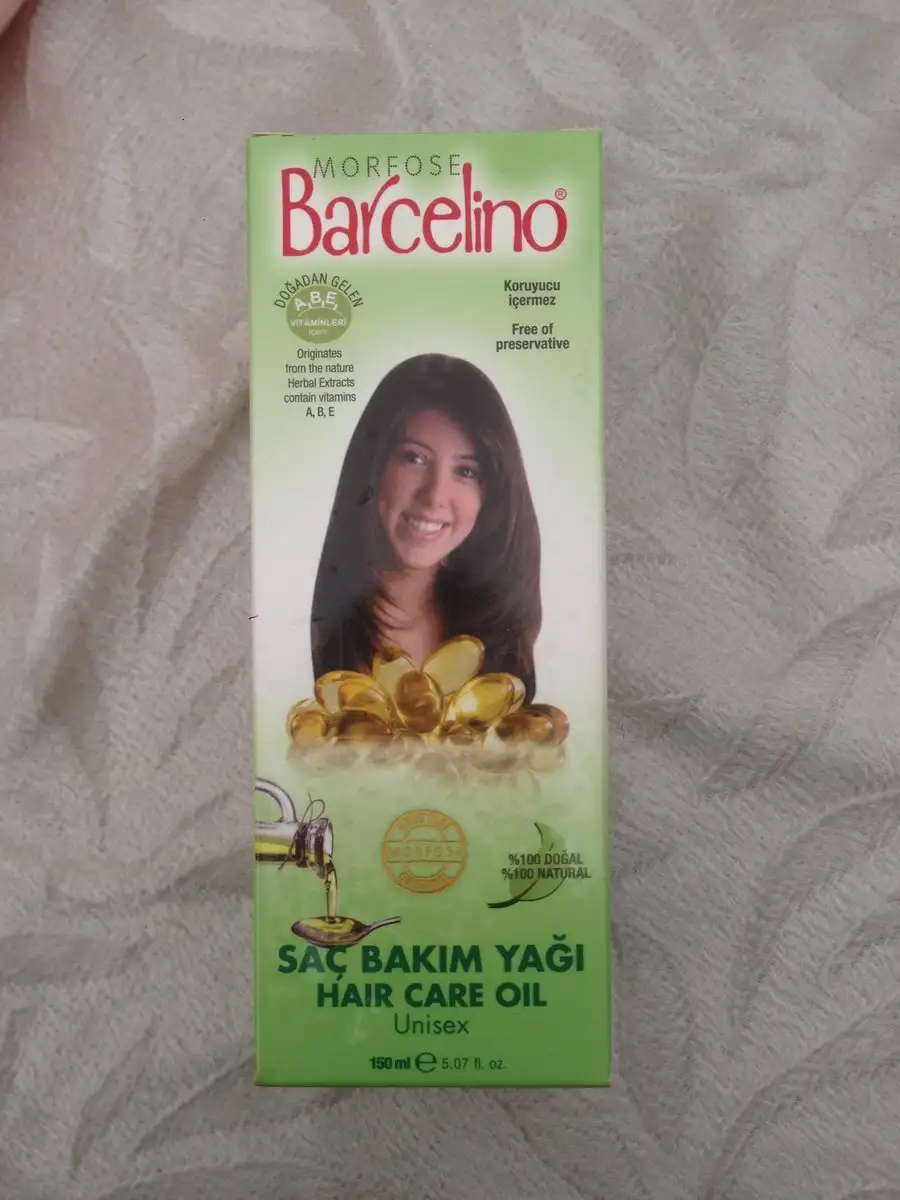 MORFOSE
Barcelino®
DOĞADAN GELEN
A,B,E,
VİTAMİNLERİ
içerir
Originates
from the nature
Herbal Extracts
contain vitamins
A, B, E
Koruyucu
içermez
Free of
preservative
MORFOSE
%100 DOĞAL
%100 NATURAL
SAÇ BAKIM YAĞI
HAIR CARE OIL
Unisex
150 ml ℮ 5.07 fl. oz.